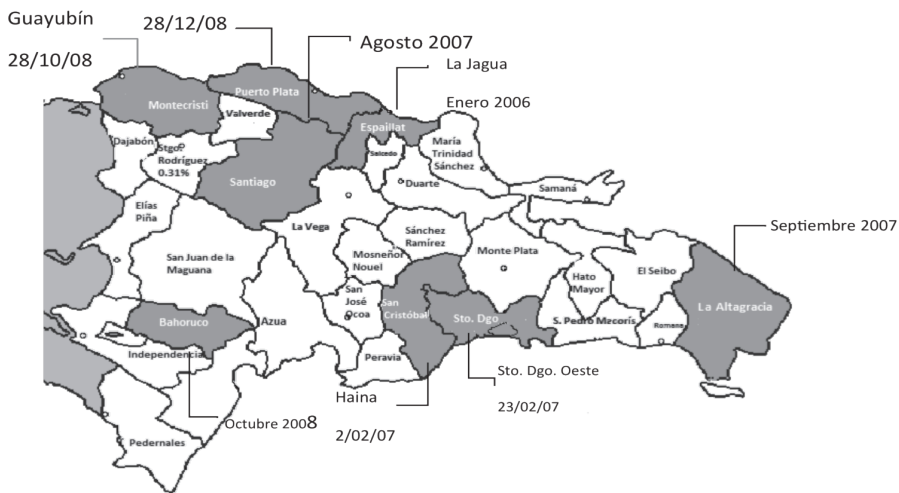 Guayubín
28/10/08
28/12/08
Agosto 2007
La Jagua
Enero 2006
Puerto Plata
Montecristi
Valverde
Espaillat
Dajabón
Stgo.
Rodríguez
0.31%
Salcedo
María
Trinidad
Sánchez
Santiago
Duarte
Samaná
Elías
Piña
La Vega
Sánchez
Ramírez
Septiembre 2007
San Juan de la
Maguana
Mosneñor
Nouel
Monte Plata
Hato
Mayor
El Seibo
La Altagracia
San
José
Ocoa
San
Cristóbal
Sto. Dgo
S. Pedro Macorís
Romana
Bahoruco
Azua
Independencia
Peravia
Sto. Dgo. Oeste
23/02/07
Haina
2/02/07
Octubre 2008
Pedernales